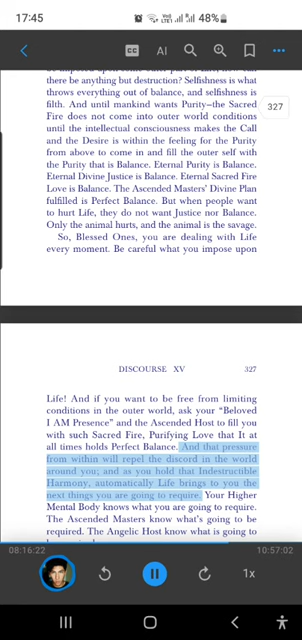 17:45
48%
CC
AI
there be anything but destruction? Selfishness is what
throws everything out of balance, and selfishness is
filth. And until mankind wants Purity—the Sacred
Fire does not come into outer world conditions
until the intellectual consciousness makes the Call
and the Desire is within the feeling for the Purity
from above to come in and fill the outer self with
the Purity that is Balance. Eternal Purity is Balance.
Eternal Divine Justice is Balance. Eternal Sacred Fire
Love is Balance. The Ascended Masters' Divine Plan
fulfilled is Perfect Balance. But when people want
to hurt Life, they do not want Justice nor Balance.
Only the animal hurts, and the animal is the savage.
So, Blessed Ones, you are dealing with Life
every moment. Be careful what you impose upon
327
DISCOURSE XV 327
Life! And if you want to be free from limiting
conditions in the outer world, ask your "Beloved
I AM Presence" and the Ascended Host to fill you
with such Sacred Fire, Purifying Love that It at
all times holds Perfect Balance. And that pressure
from within will repel the discord in the world
around you; and as you hold that Indestructible
Harmony, automatically Life brings to you the
next things you are going to require. Your Higher
Mental Body knows what you are going to require.
The Ascended Masters know what's going to be
required. The Angelic Host know what is going to
08:16:22 10:57:02
1x